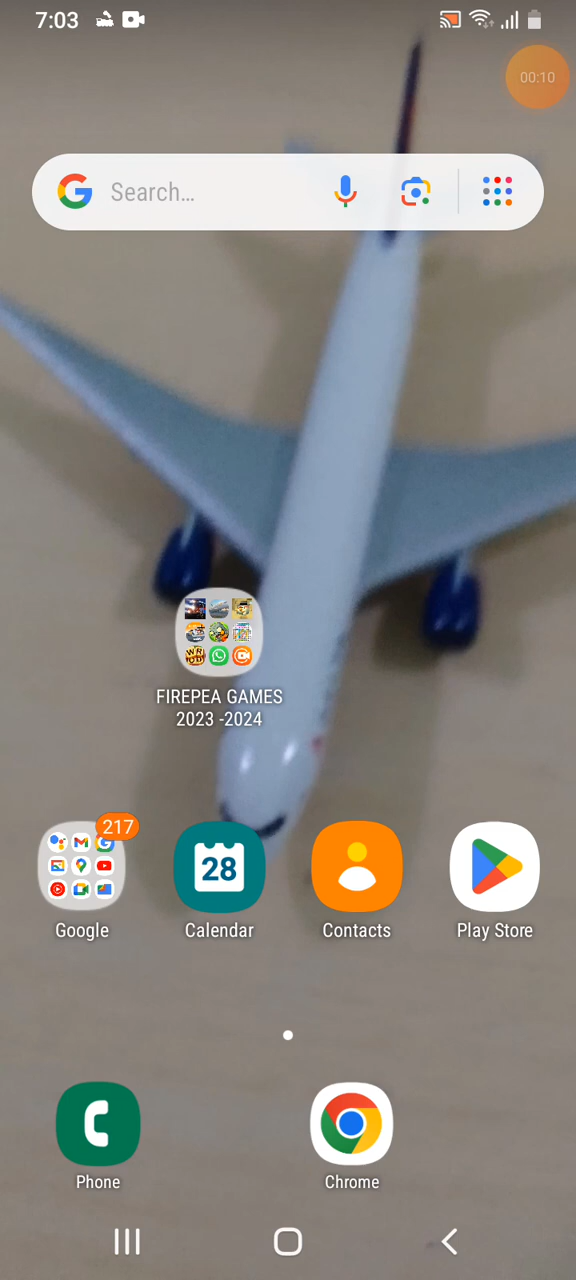 7:03
00:10
Search...
FIREPEA GAMES
2023 -2024
217
28
Google
Calendar
Contacts
Play Store
Phone
Chrome